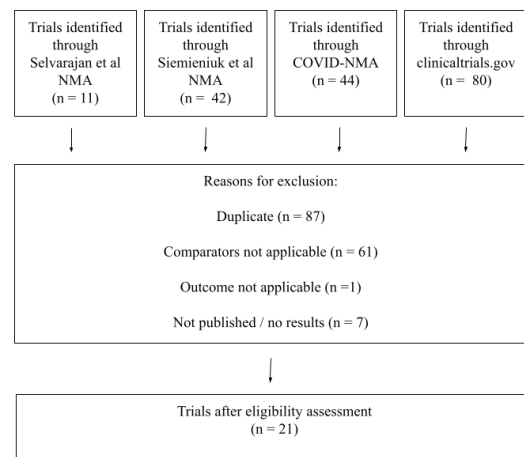 Trials identified
through
Selvarajan et al
NMA
(n = 11)
Trials identified
through
Siemieniuk et al
NMA
(n =  42)
Trials identified
through
COVID-NMA
(n = 44)
Trials identified
through
clinicaltrials.gov
(n =  80)
Reasons for exclusion:
Duplicate (n = 87)
Comparators not applicable (n = 61)
Outcome not applicable (n =1)
Not published / no results (n = 7)
Trials after eligibility assessment
(n = 21)